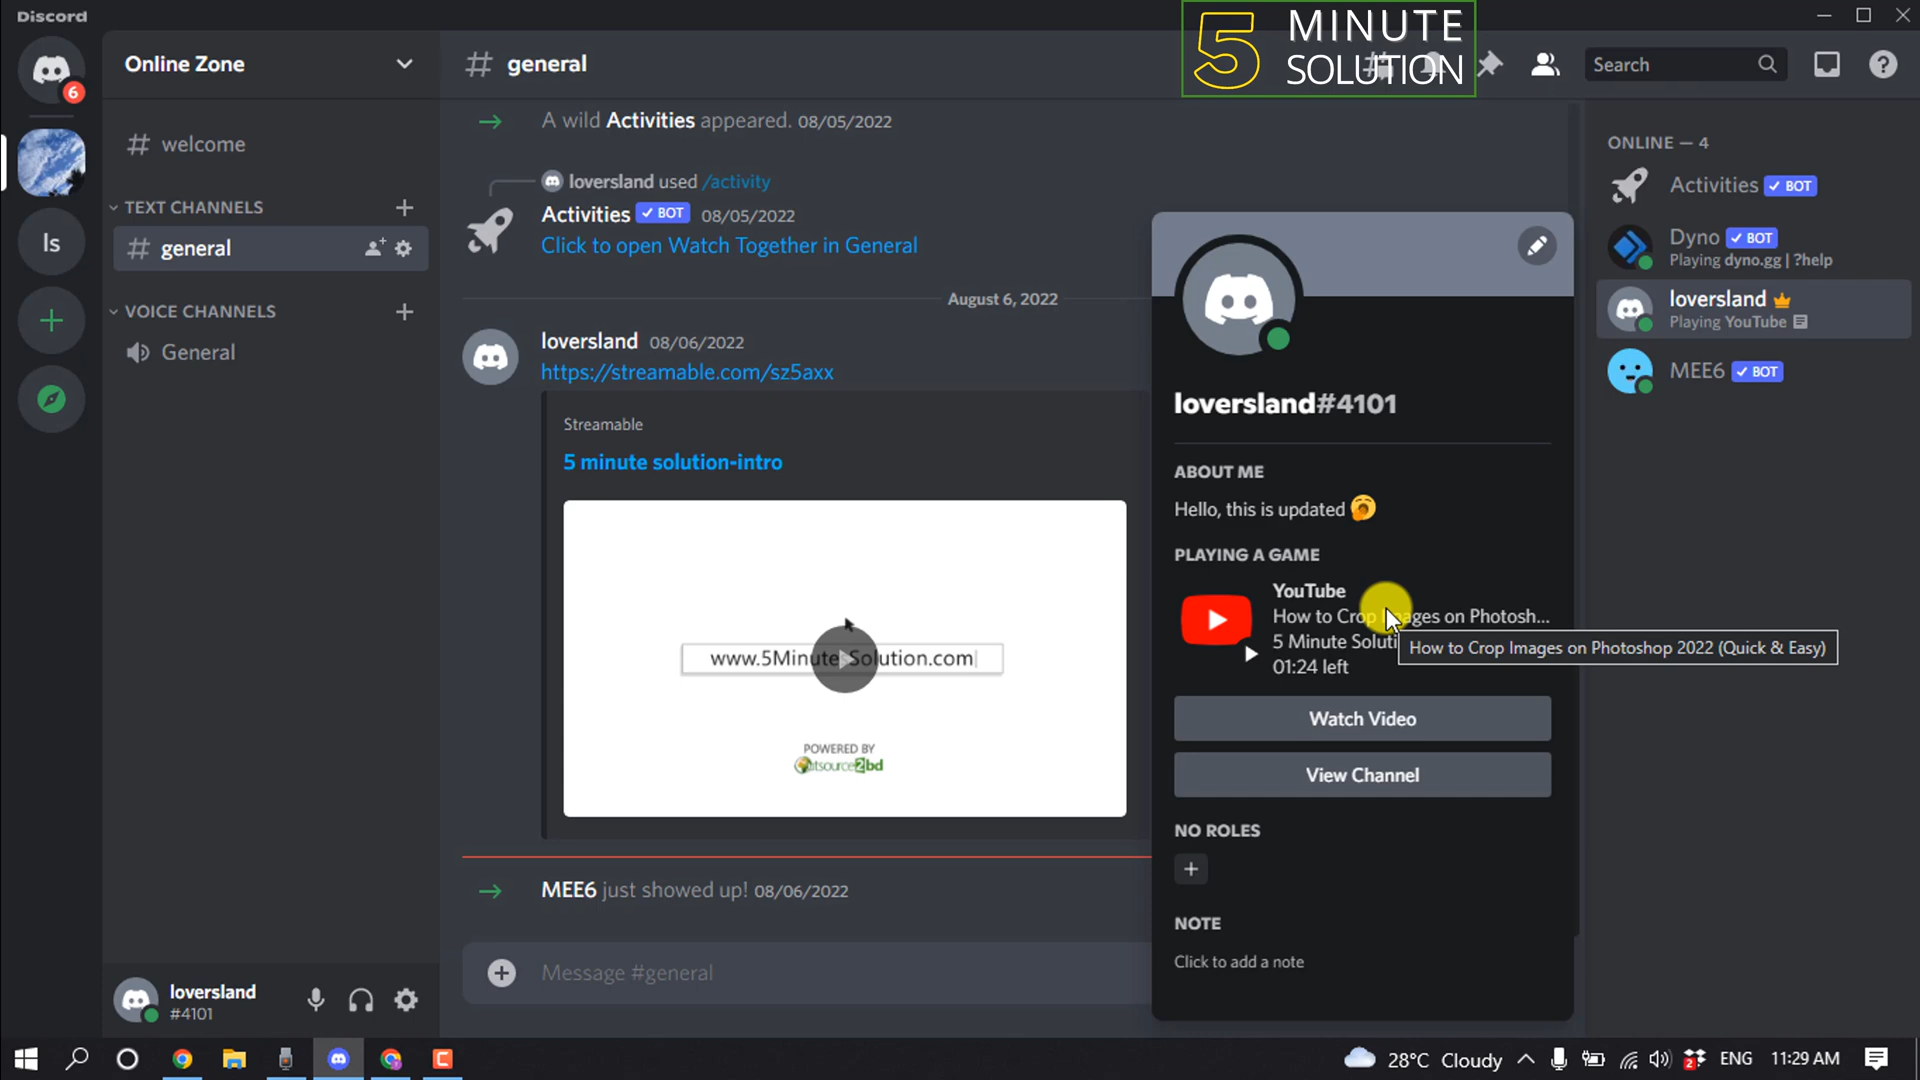 Discord
5 MINUTE
SOLUTION
6
Online Zone
# general
Search
# welcome
TEXT CHANNELS
# general
VOICE CHANNELS
General
ls
A wild Activities appeared. 08/05/2022
loversland used /activity
Activities BOT 08/05/2022
Click to open Watch Together in General
August 6, 2022
loversland 08/06/2022
https://streamable.com/sz5axx
Streamable
5 minute solution-intro
www.5MinuteSolution.com
POWERED BY
utsource2bd
MEE6 just showed up! 08/06/2022
Message #general
loversland#4101
ABOUT ME
Hello, this is updated
PLAYING A GAME
YouTube
How to Crop Images on Photosh...
5 Minute Soluti
01:24 left
How to Crop Images on Photoshop 2022 (Quick & Easy)
Watch Video
View Channel
NO ROLES
NOTE
Click to add a note
ONLINE — 4
Activities BOT
Dyno BOT
Playing dyno.gg | ?help
loversland
Playing YouTube
MEE6 BOT
loversland
#4101
28°C Cloudy
2
ENG
11:29 AM